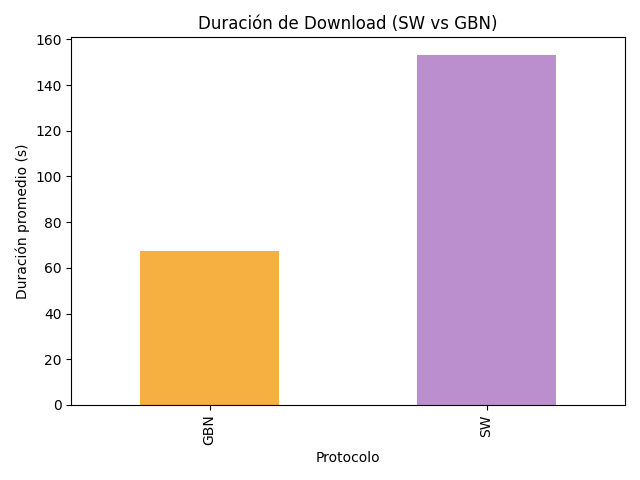 Duración de Download (SW vs GBN)
Duración promedio (s)
160
140
120
100
80
60
40
20
0
GBN
SW
Protocolo